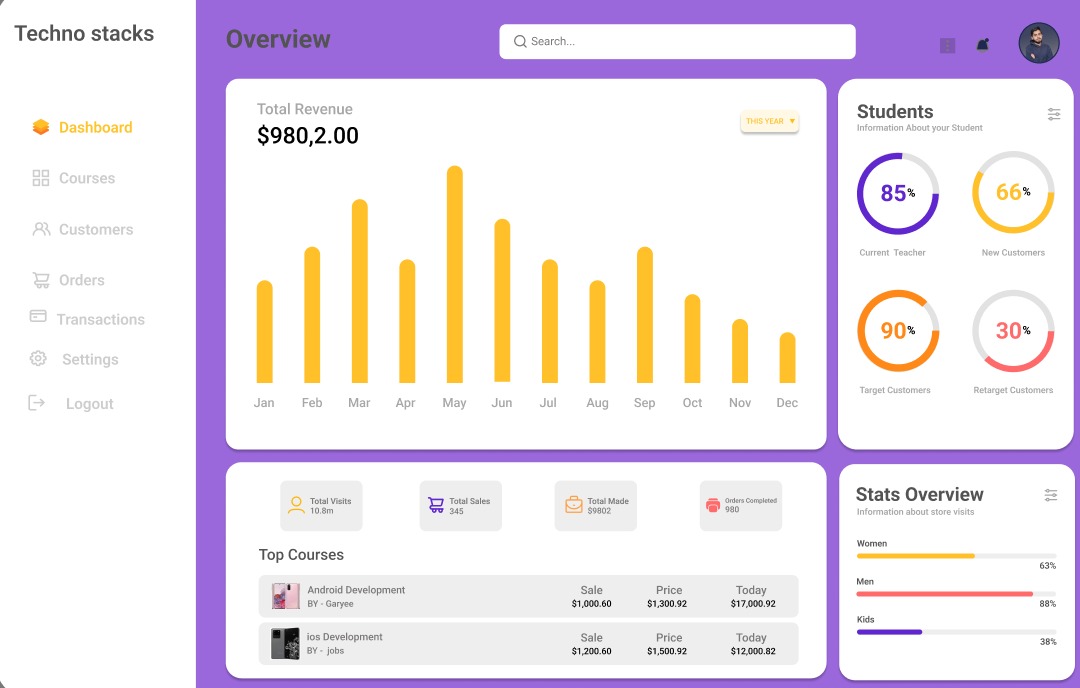 Techno stacks
Dashboard
Courses
Customers
Orders
Transactions
Settings
Logout
Overview
Search...
Total Revenue
$980,2.00
THIS YEAR ▼
Jan Feb Mar Apr May Jun Jul Aug Sep Oct Nov Dec
Students
Information About your Student
85% 66%
Current Teacher New Customers
90% 30%
Target Customers Retarget Customers
Total Visits
10.8m
Total Sales
345
Total Made
$9802
Orders Completed
980
Top Courses
Android Development
BY - Garyee
Sale Price Today
$1,000.60 $1,300.92 $17,000.92
ios Development
BY - jobs
Sale Price Today
$1,200.60 $1,500.92 $12,000.82
Stats Overview
Information about store visits
Women
63%
Men
88%
Kids
38%